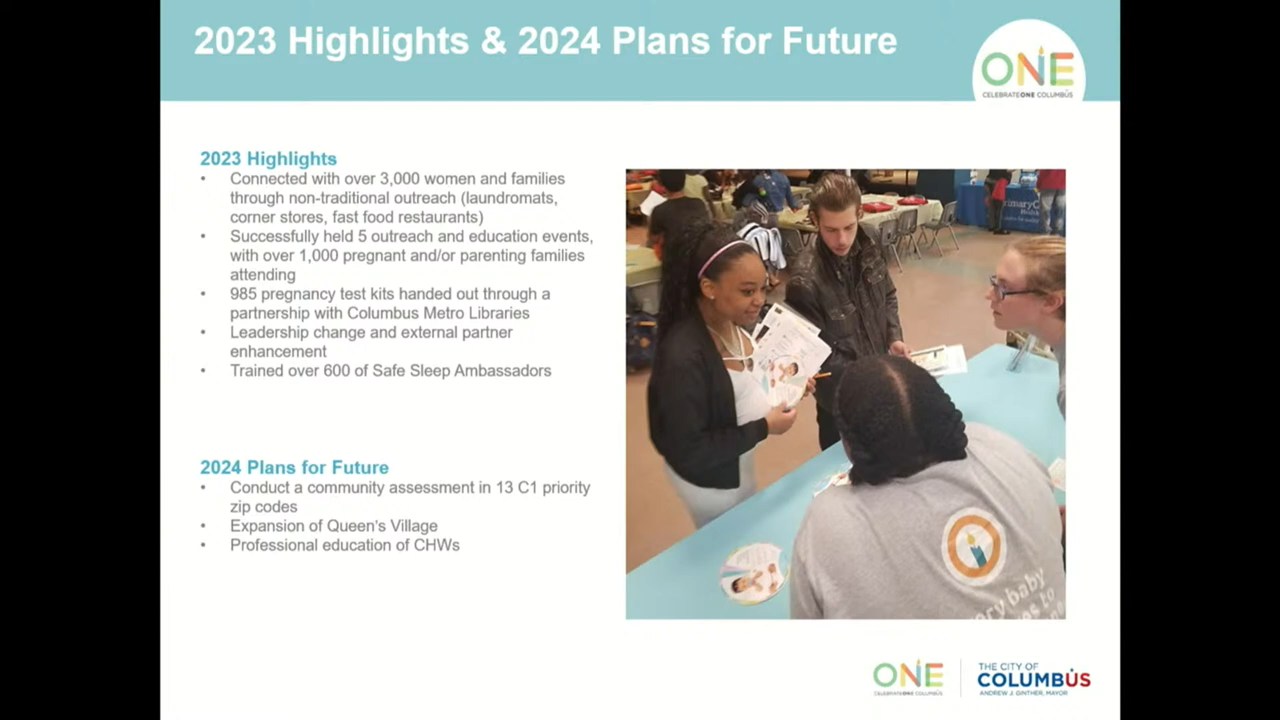 2023 Highlights & 2024 Plans for Future
ONE
CELEBRATEONE COLUMBUS
2023 Highlights
• Connected with over 3,000 women and families
through non-traditional outreach (laundromats,
corner stores, fast food restaurants)
• Successfully held 5 outreach and education events,
with over 1,000 pregnant and/or parenting families
attending
• 985 pregnancy test kits handed out through a
partnership with Columbus Metro Libraries
• Leadership change and external partner
enhancement
• Trained over 600 of Safe Sleep Ambassadors
2024 Plans for Future
• Conduct a community assessment in 13 C1 priority
zip codes
• Expansion of Queen's Village
• Professional education of CHWs
baby
to
ONE
CELEBRATEONE COLUMBUS
THE CITY OF
COLUMBUS
ANDREW J. GINTHER, MAYOR